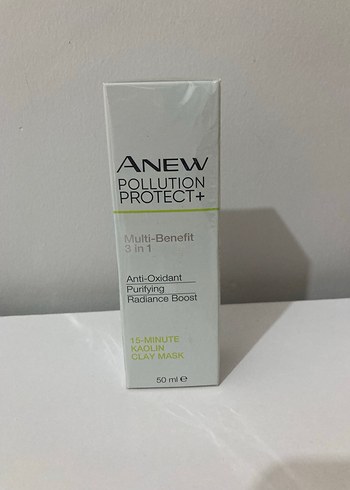 ANEW
POLLUTION
PROTECT+
Multi-Benefit
3 in 1
Anti-Oxidant
Purifying
Radiance Boost
15-MINUTE
KAOLIN
CLAY MASK
50 ml ℮